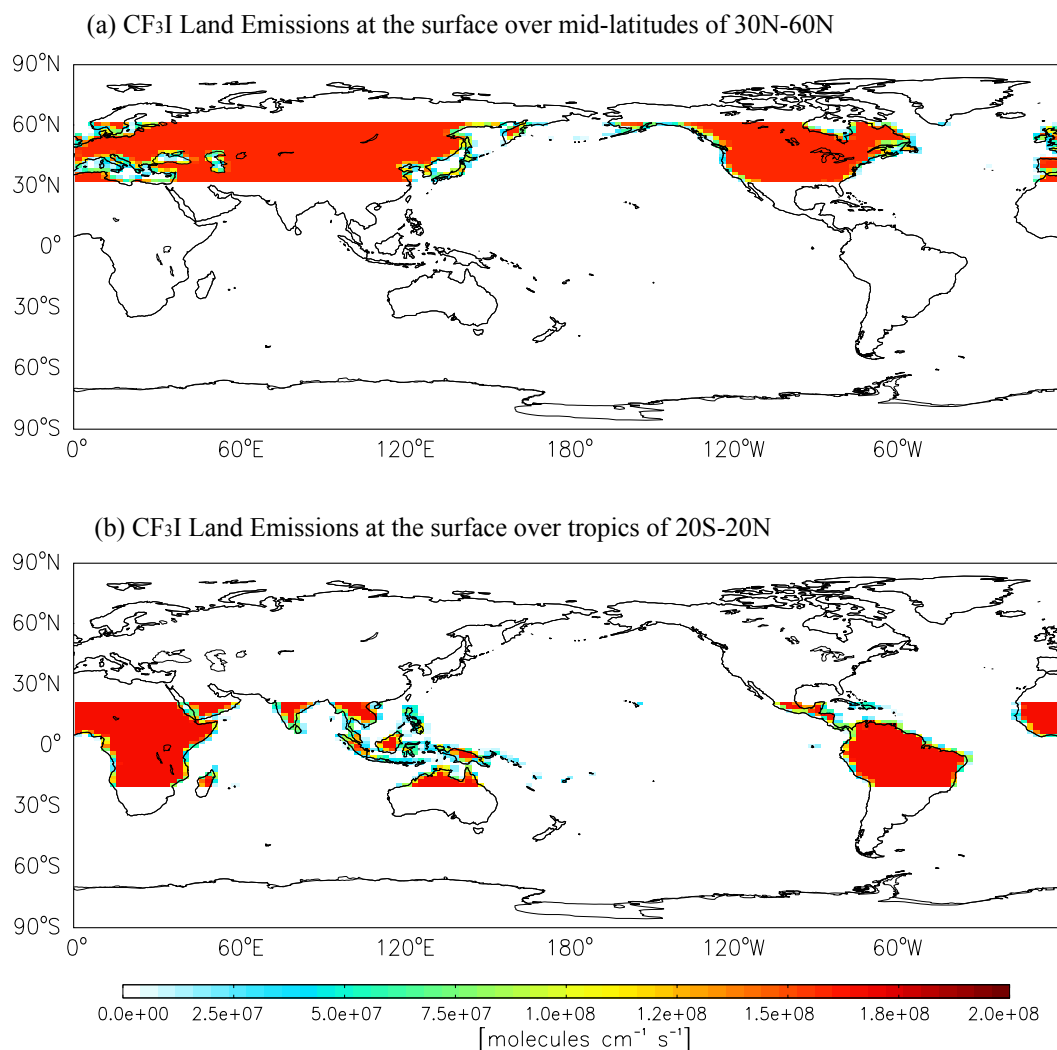 (a) CF₃I Land Emissions at the surface over mid-latitudes of 30N-60N
90°N
60°N
30°N
0°
30°S
60°S
90°S
0° 60°E 120°E 180° 120°W 60°W
(b) CF₃I Land Emissions at the surface over tropics of 20S-20N
90°N
60°N
30°N
0°
30°S
60°S
90°S
0° 60°E 120°E 180° 120°W 60°W
0.0e+00 2.5e+07 5.0e+07 7.5e+07 1.0e+08 1.2e+08 1.5e+08 1.8e+08 2.0e+08
[molecules cm⁻¹ s⁻¹]